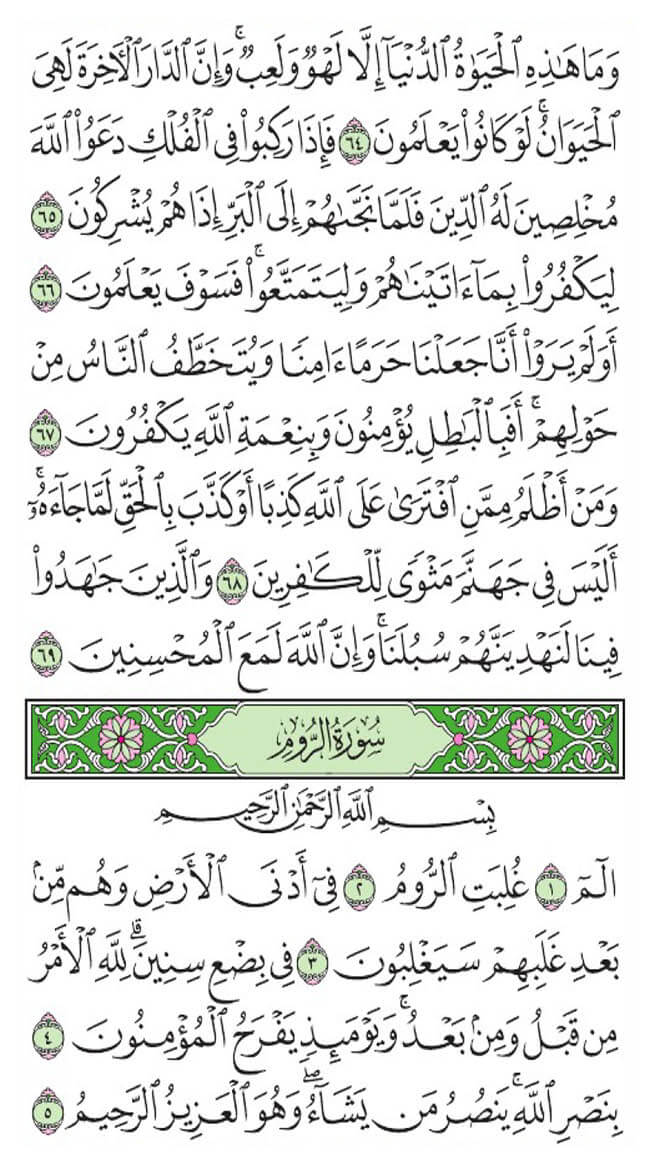 وَمَا هَٰذِهِ ٱلْحَيَوٰةُ ٱلدُّنْيَآ إِلَّا لَهْوٌ وَلَعِبٌ ۚ وَإِنَّ ٱلدَّارَ ٱلْأَخِرَةَ لَهِىَ
ٱلْحَيَوَانُ ۚ لَوْ كَانُوا۟ يَعْلَمُونَ ٦٤ فَإِذَا رَكِبُوا۟ فِى ٱلْفُلْكِ دَعَوُا۟ ٱللَّهَ
مُخْلِصِينَ لَهُ ٱلدِّينَ فَلَمَّا نَجَّىٰهُمْ إِلَى ٱلْبَرِّ إِذَا هُمْ يُشْرِكُونَ ٦٥
لِيَكْفُرُوا۟ بِمَآ ءَاتَيْنَٰهُمْ وَلِيَتَمَتَّعُوا۟ ۖ فَسَوْفَ يَعْلَمُونَ ٦٦
أَوَلَمْ يَرَوْا۟ أَنَّا جَعَلْنَا حَرَمًا ءَامِنًا وَيُتَخَطَّفُ ٱلنَّاسُ مِنْ
حَوْلِهِمْ ۚ أَفَبِٱلْبَٰطِلِ يُؤْمِنُونَ وَبِنِعْمَةِ ٱللَّهِ يَكْفُرُونَ ٦٧
وَمَنْ أَظْلَمُ مِمَّنِ ٱفْتَرَىٰ عَلَى ٱللَّهِ كَذِبًا أَوْ كَذَّبَ بِٱلْحَقِّ لَمَّا جَآءَهُۥٓ ۚ
أَلَيْسَ فِى جَهَنَّمَ مَثْوًى لِّلْكَٰفِرِينَ ٦٨ وَٱلَّذِينَ جَٰهَدُوا۟
فِينَا لَنَهْدِيَنَّهُمْ سُبُلَنَا ۚ وَإِنَّ ٱللَّهَ لَمَعَ ٱلْمُحْسِنِينَ ٦٩
سُورَةُ الرُّومِ
بِسْمِ ٱللَّهِ ٱلرَّحْمَٰنِ ٱلرَّحِيمِ
الٓمٓ ١ غُلِبَتِ ٱلرُّومُ ٢ فِىٓ أَدْنَى ٱلْأَرْضِ وَهُم مِّنۢ
بَعْدِ غَلَبِهِمْ سَيَغْلِبُونَ ٣ فِى بِضْعِ سِنِينَ ۗ لِلَّهِ ٱلْأَمْرُ
مِن قَبْلُ وَمِنۢ بَعْدُ ۚ وَيَوْمَئِذٍ يَفْرَحُ ٱلْمُؤْمِنُونَ ٤
بِنَصْرِ ٱللَّهِ ۚ يَنصُرُ مَن يَشَآءُ ۖ وَهُوَ ٱلْعَزِيزُ ٱلرَّحِيمُ ٥